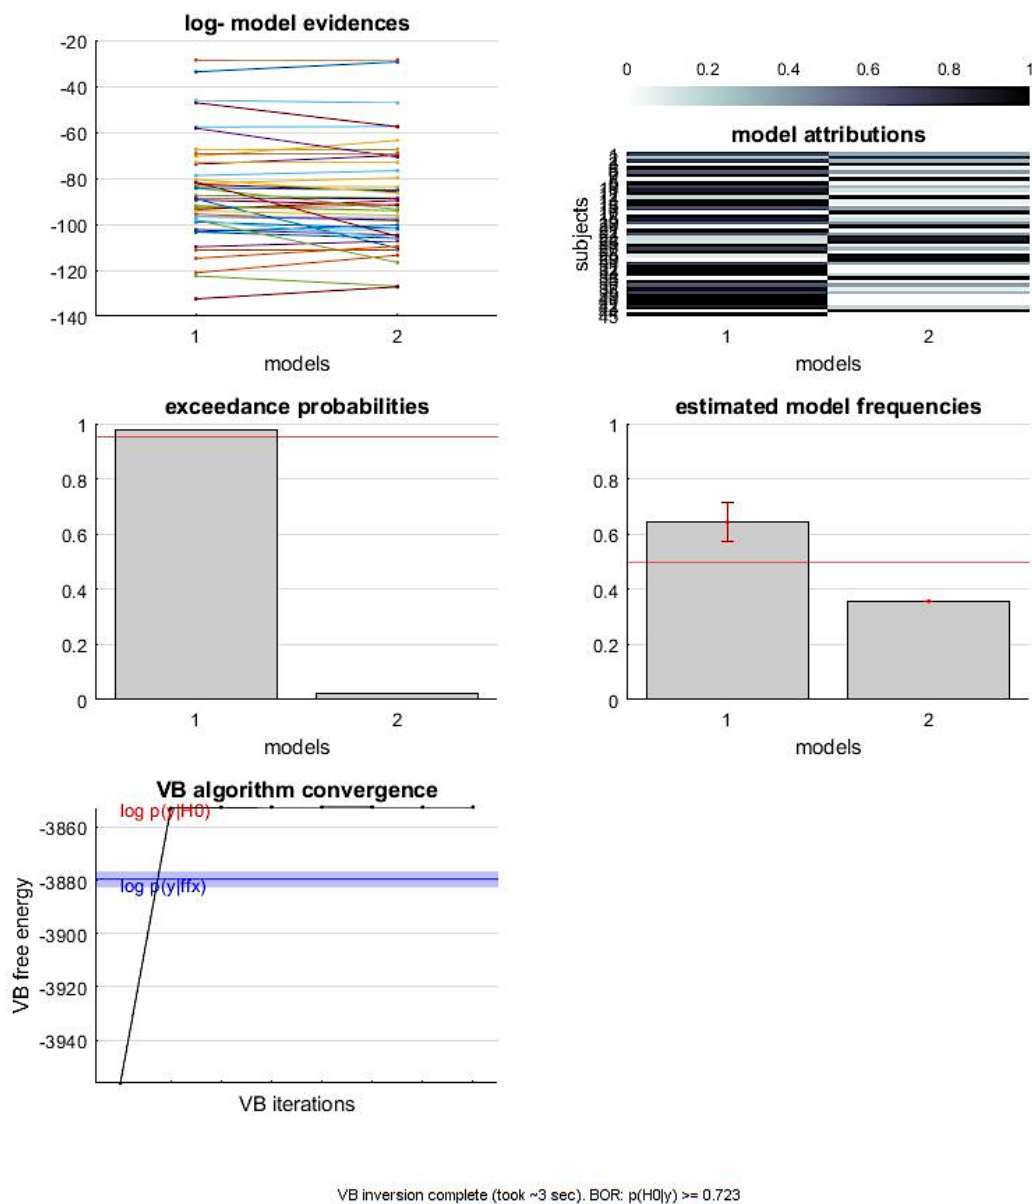 log- model evidences
-20
-40
-60
-80
-100
-120
-140
1
2
models
0
0.2
0.4
0.6
0.8
1
model attributions
subjects
1
2
models
exceedance probabilities
1
0.8
0.6
0.4
0.2
0
1
2
models
estimated model frequencies
1
0.8
0.6
0.4
0.2
0
1
2
models
VB algorithm convergence
log p(y|H0)
-3860
-3880
log p(y|ffx)
-3900
-3920
-3940
VB free energy
VB iterations
VB inversion complete (took ~3 sec). BOR: p(H0|y) >= 0.723